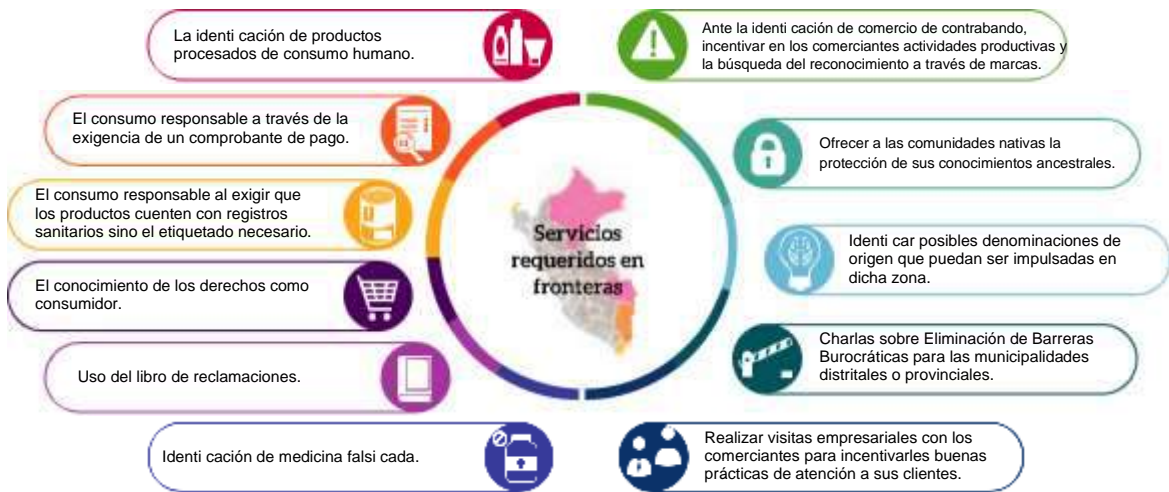 La identi cación de productos
procesados de consumo humano.
El consumo responsable a través de la
exigencia de un comprobante de pago.
El consumo responsable al exigir que
los productos cuenten con registros
sanitarios sino el etiquetado necesario.
El conocimiento de los derechos como
consumidor.
Uso del libro de reclamaciones.
Identi cación de medicina falsi cada.
Servicios
requeridos en
fronteras
Ante la identi cación de comercio de contrabando,
incentivar en los comerciantes actividades productivas y
la búsqueda del reconocimiento a través de marcas.
Ofrecer a las comunidades nativas la
protección de sus conocimientos ancestrales.
Identi car posibles denominaciones de
origen que puedan ser impulsadas en
dicha zona.
Charlas sobre Eliminación de Barreras
Burocráticas para las municipalidades
distritales o provinciales.
Realizar visitas empresariales con los
comerciantes para incentivarles buenas
prácticas de atención a sus clientes.